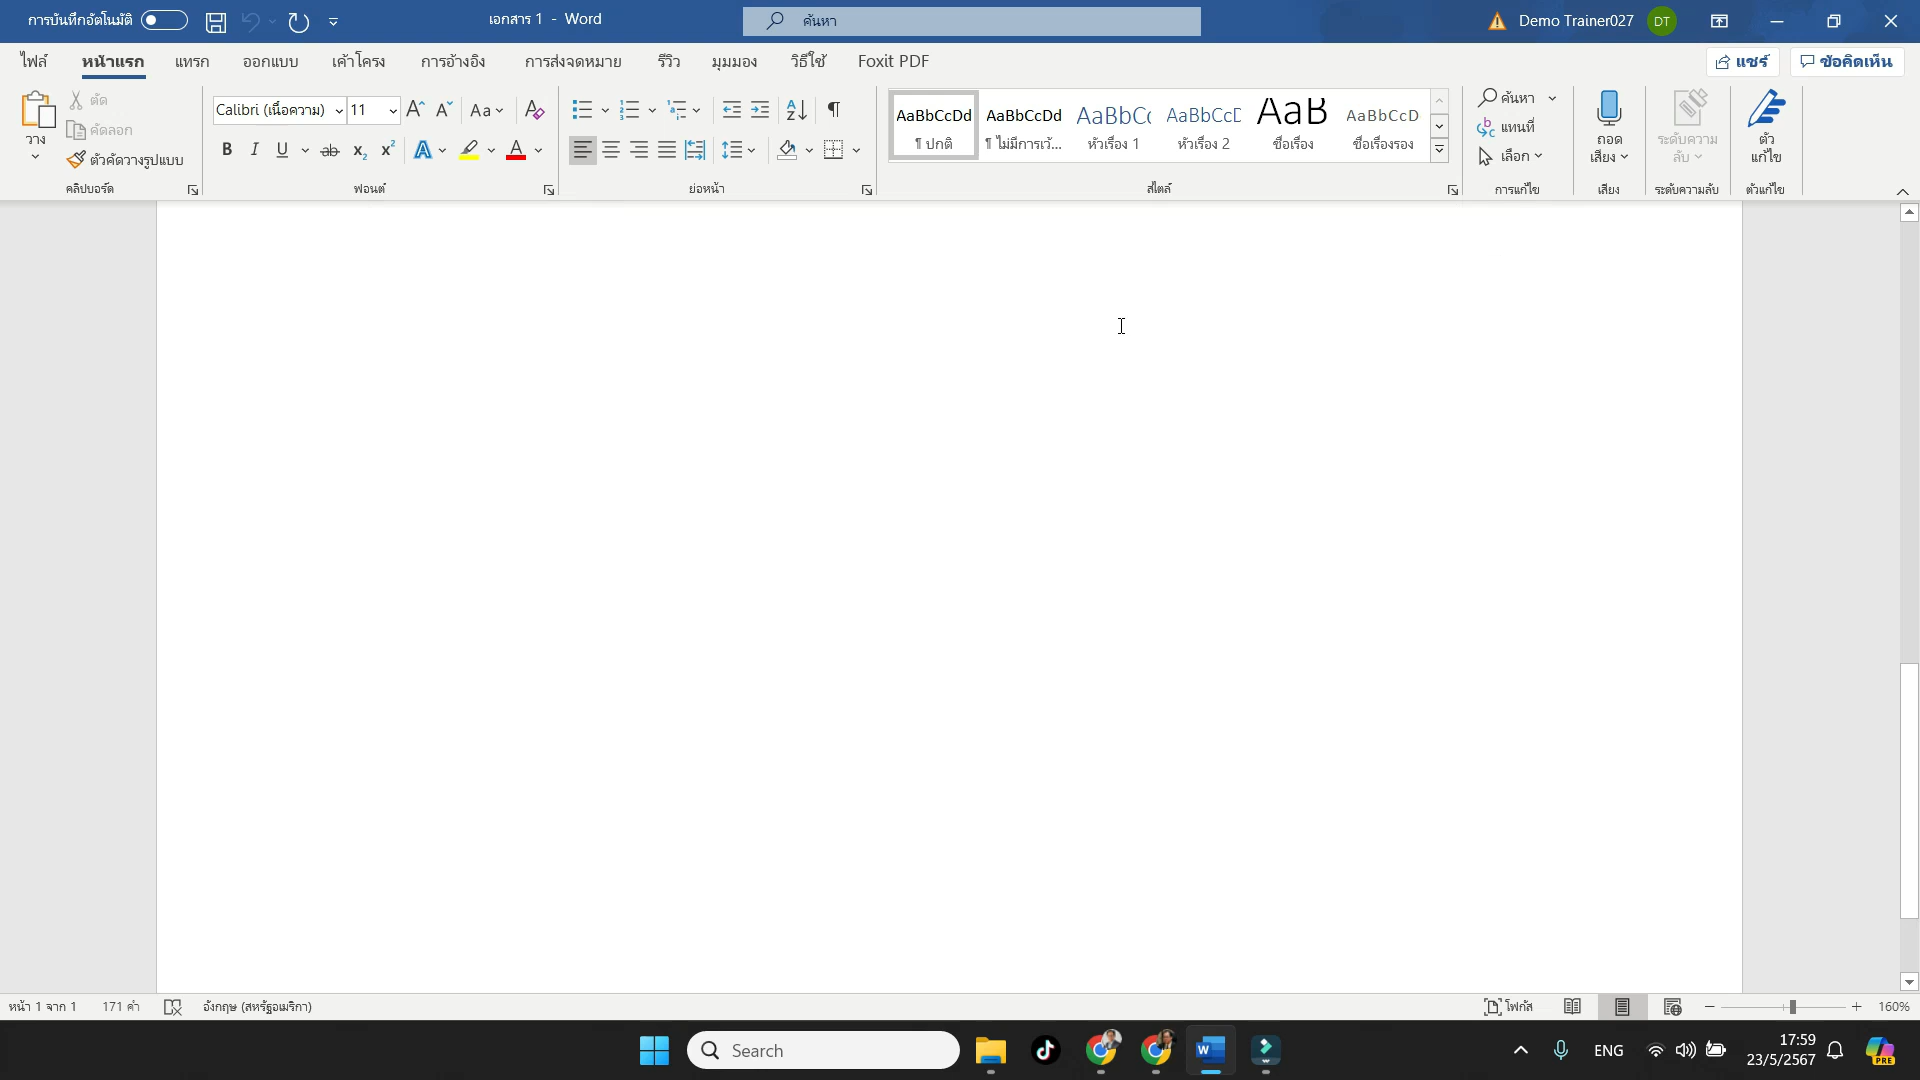 การบันทึกอัตโนมัติ
เอกสาร 1 - Word
ค้นหา
Demo Trainer027
DT
ไฟล์ หน้าแรก แทรก ออกแบบ เค้าโครง การอ้างอิง การส่งจดหมาย รีวิว มุมมอง วิธีใช้ Foxit PDF
แชร์ ข้อคิดเห็น
วาง
ตัด
คัดลอก
ตัวคัดวางรูปแบบ
คลิปบอร์ด
Calibri (เนื้อความ) 11
ฟอนต์
ย่อหน้า
AaBbCcDd AaBbCcDd AaBbCc AaBbCcD AaB AaBbCcD
¶ ปกติ ¶ ไม่มีการเว้... หัวเรื่อง 1 หัวเรื่อง 2 ชื่อเรื่อง ชื่อเรื่องรอง
สไตล์
ค้นหา
แทนที่
เลือก
การแก้ไข
ถอด
เสียง
เสียง
ระดับความ
ลับ
ระดับความลับ
ตัว
แก้ไข
ตัวแก้ไข
หน้า 1 จาก 1 171 คำ อังกฤษ (สหรัฐอเมริกา)
โฟกัส
160%
Search
ENG
17:59
23/5/2567
PRE